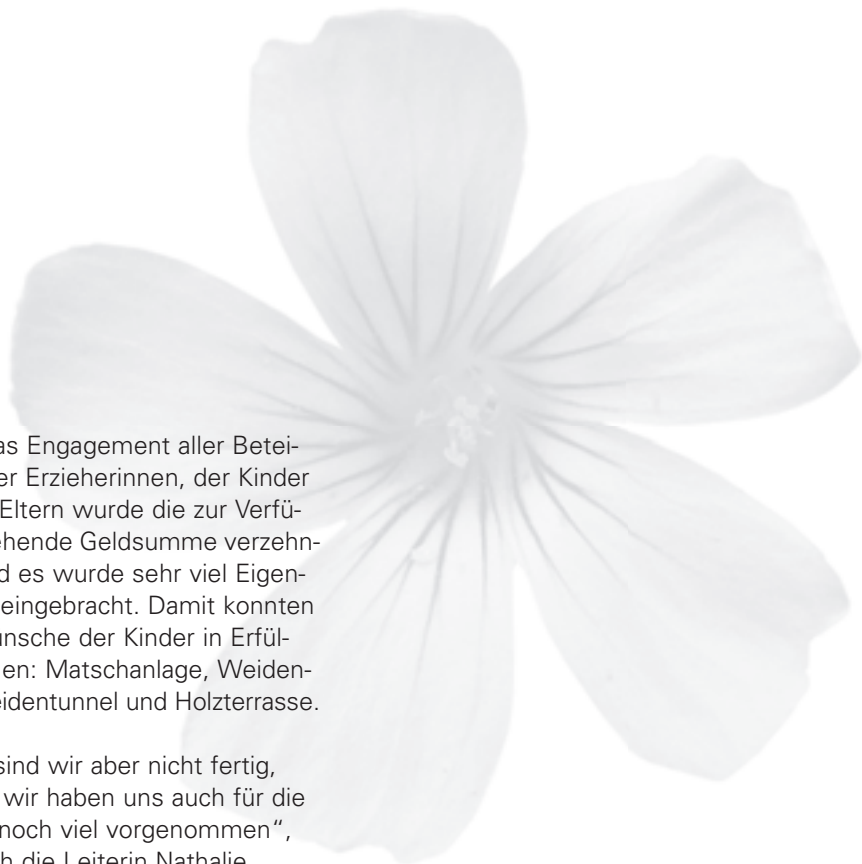 as Engagement aller Betei-
er Erzieherinnen, der Kinder
Eltern wurde die zur Verfü-
ehende Geldsumme verzehn-
d es wurde sehr viel Eigen-
eingebracht. Damit konnten
ünsche der Kinder in Erfül-
en: Matschanlage, Weiden-
eidentunnel und Holzterrasse.
sind wir aber nicht fertig,
wir haben uns auch für die
noch viel vorgenommen“,
h die Leiterin Nathalie